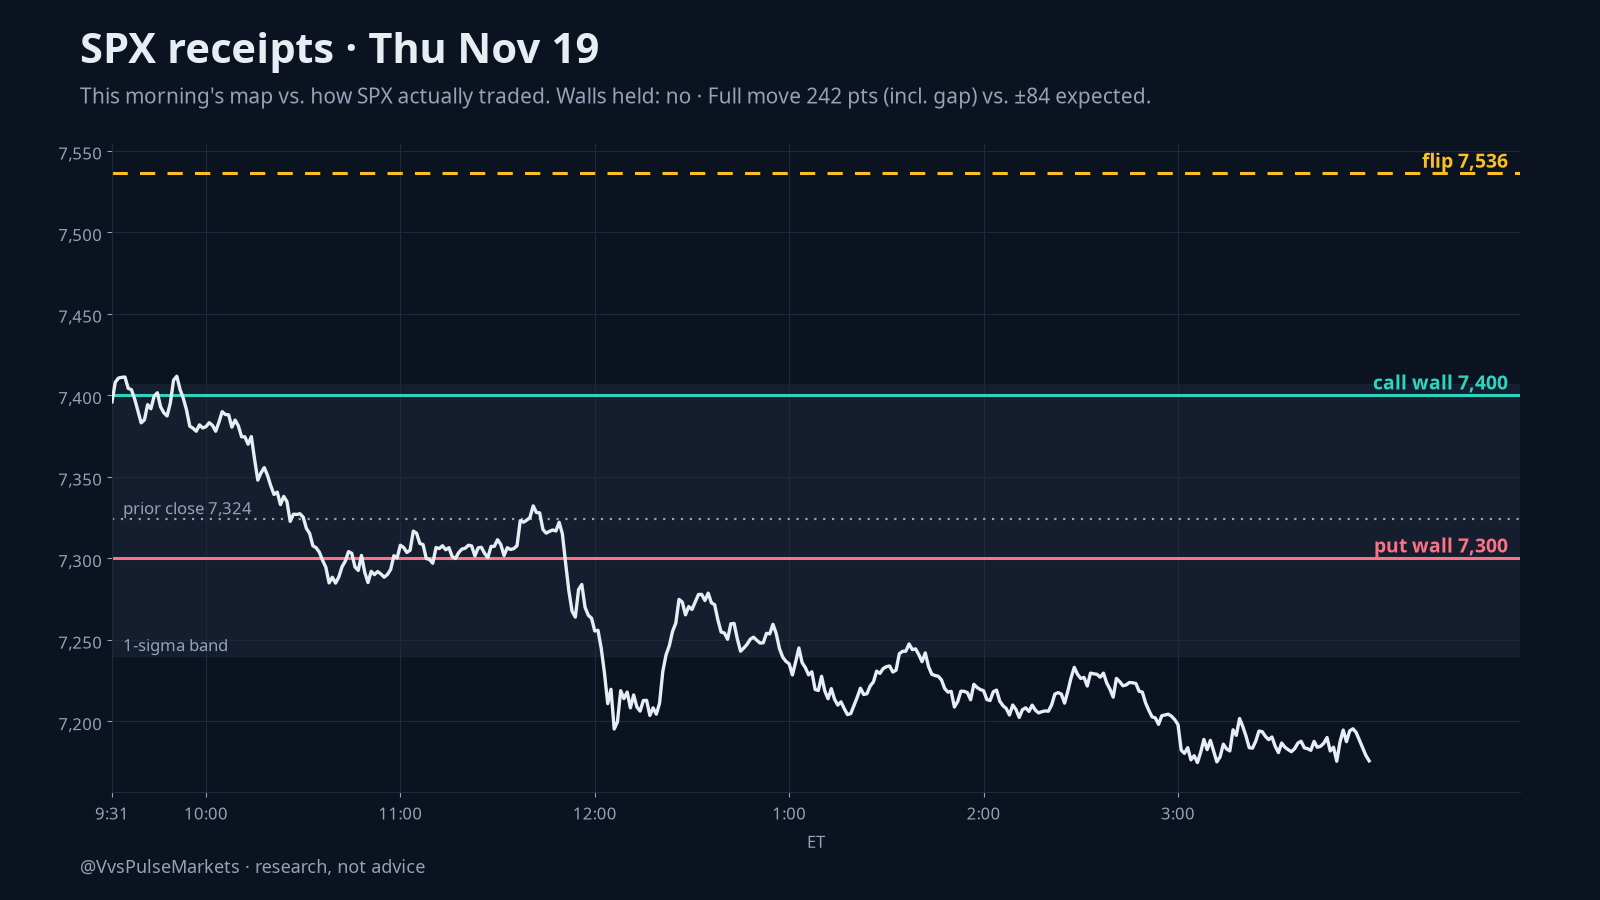 SPX receipts · Thu Nov 19
This morning's map vs. how SPX actually traded. Walls held: no · Full move 242 pts (incl. gap) vs. ±84 expected.
7,550
flip 7,536
7,500
7,450
call wall 7,400
7,400
7,350
prior close 7,324
put wall 7,300
7,300
7,250
1-sigma band
7,200
9:31 10:00 11:00 12:00 1:00 2:00 3:00
ET
@VvsPulseMarkets · research, not advice